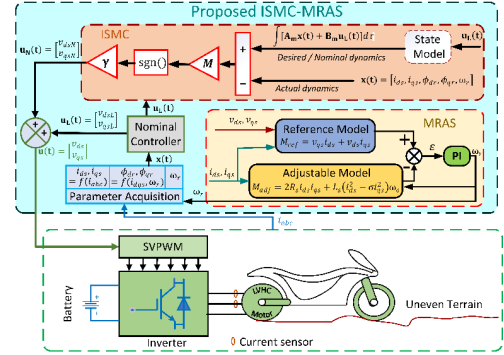 Proposed ISMC-MRAS
ISMC
∫[A_m x(t) + B_m u_L(t)]dt
u_L(t)
State
Model
Desired / Nominal dynamics
u_N(t) = [v_dsN
v_qsN]
γ
sgn()
M
+
−
x(t) = [i_ds, i_qs, ϕ_dr, ϕ_qr, ω_r]
Actual dynamics
u_L(t)
u_L(t) = [v_dsL
v_qsL]
Nominal
Controller
u(t) = [v_ds
v_qs]
x(t)
v_ds, v_qs
MRAS
Reference Model
M_ref = v_qs i_ds + v_ds i_qs
+
−
ε
PI
ω_r
i_ds, i_qs
Adjustable Model
i_ds, i_qs
= f(i_abc)
ϕ_dr, ϕ_qr
= f(i_dqs, ω_r)
ω_r
Parameter Acquisition
ω_r
i_abc
SVPWM
Battery
LVHC
Motor
Uneven Terrain
Inverter
Current sensor